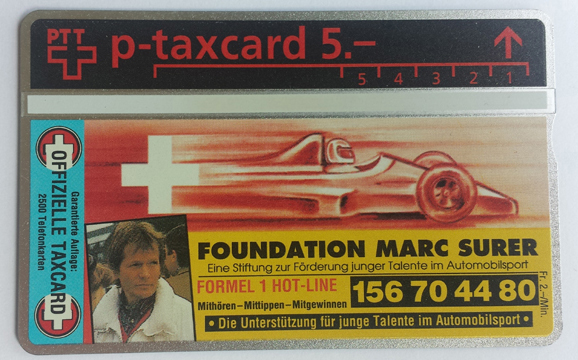 PTT
p-taxcard 5.–
5 4 3 2 1
OFFIZIELLE TAXCARD
Garantierte Auflage:
2500 Telefonkarten
FOUNDATION MARC SURER
Eine Stiftung zur Förderung junger Talente im Automobilsport
FORMEL 1 HOT-LINE
Mithören–Mittippen–Mitgewinnen
156 70 44 80
Fr. 2.–/Min.
• Die Unterstützung für junge Talente im Automobilsport •